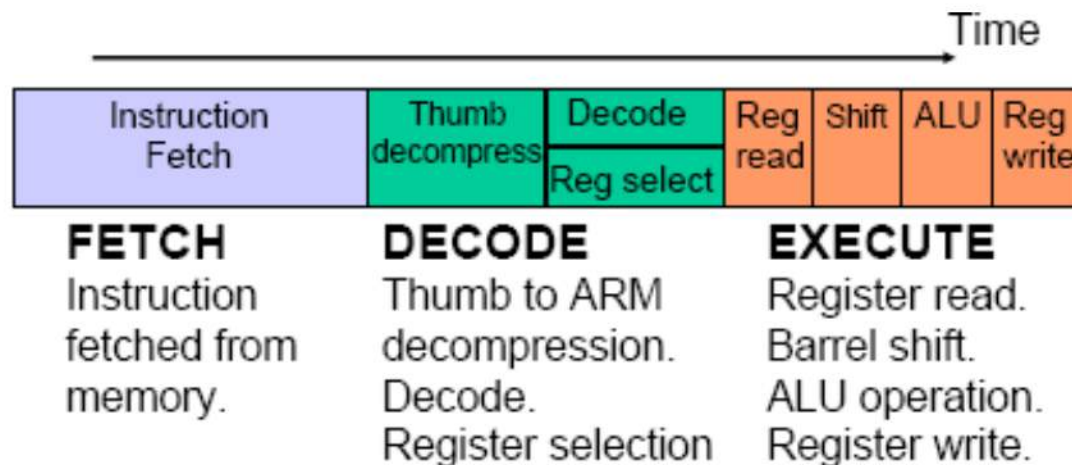 Time
Instruction
Fetch
Thumb
decompress
Decode
Reg select
Reg
read
Shift
ALU
Reg
write
FETCH
Instruction
fetched from
memory.
DECODE
Thumb to ARM
decompression.
Decode.
Register selection
EXECUTE
Register read.
Barrel shift.
ALU operation.
Register write.